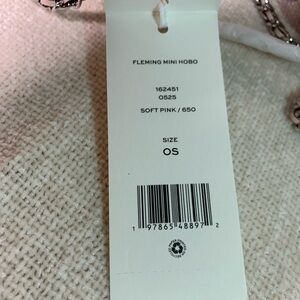 FLEMING MINI HOBO
162451
0525
SOFT PINK / 650
SIZE
OS
1 97865 48897 2